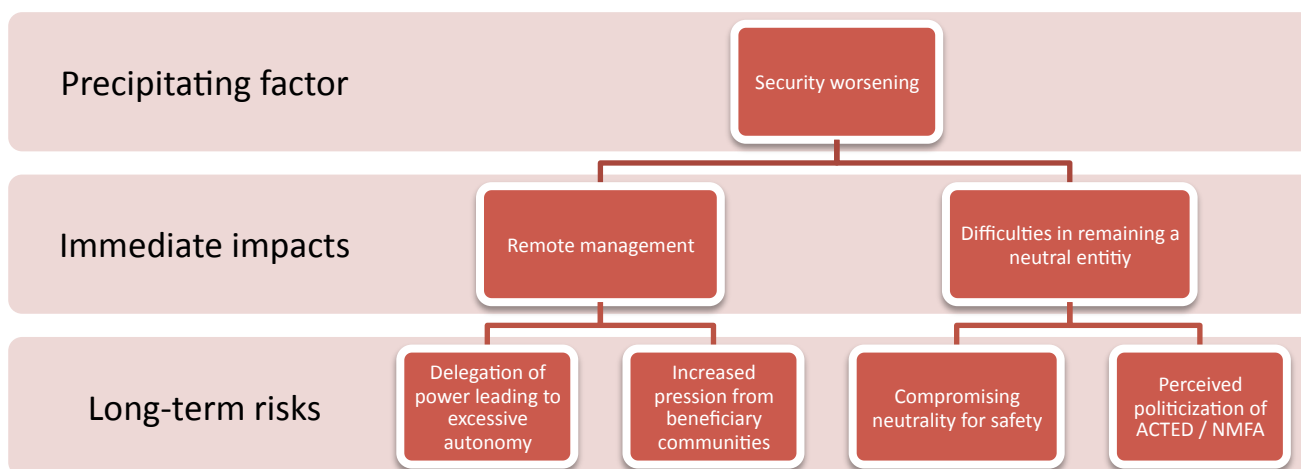 Precipitating factor
Security worsening
Immediate impacts
Remote management
Difficulties in remaining a
neutral entitiy
Long-term risks
Delegation of
power leading to
excessive
autonomy
Increased
pression from
beneficiary
communities
Compromising
neutrality for safety
Perceived
politicization of
ACTED / NMFA